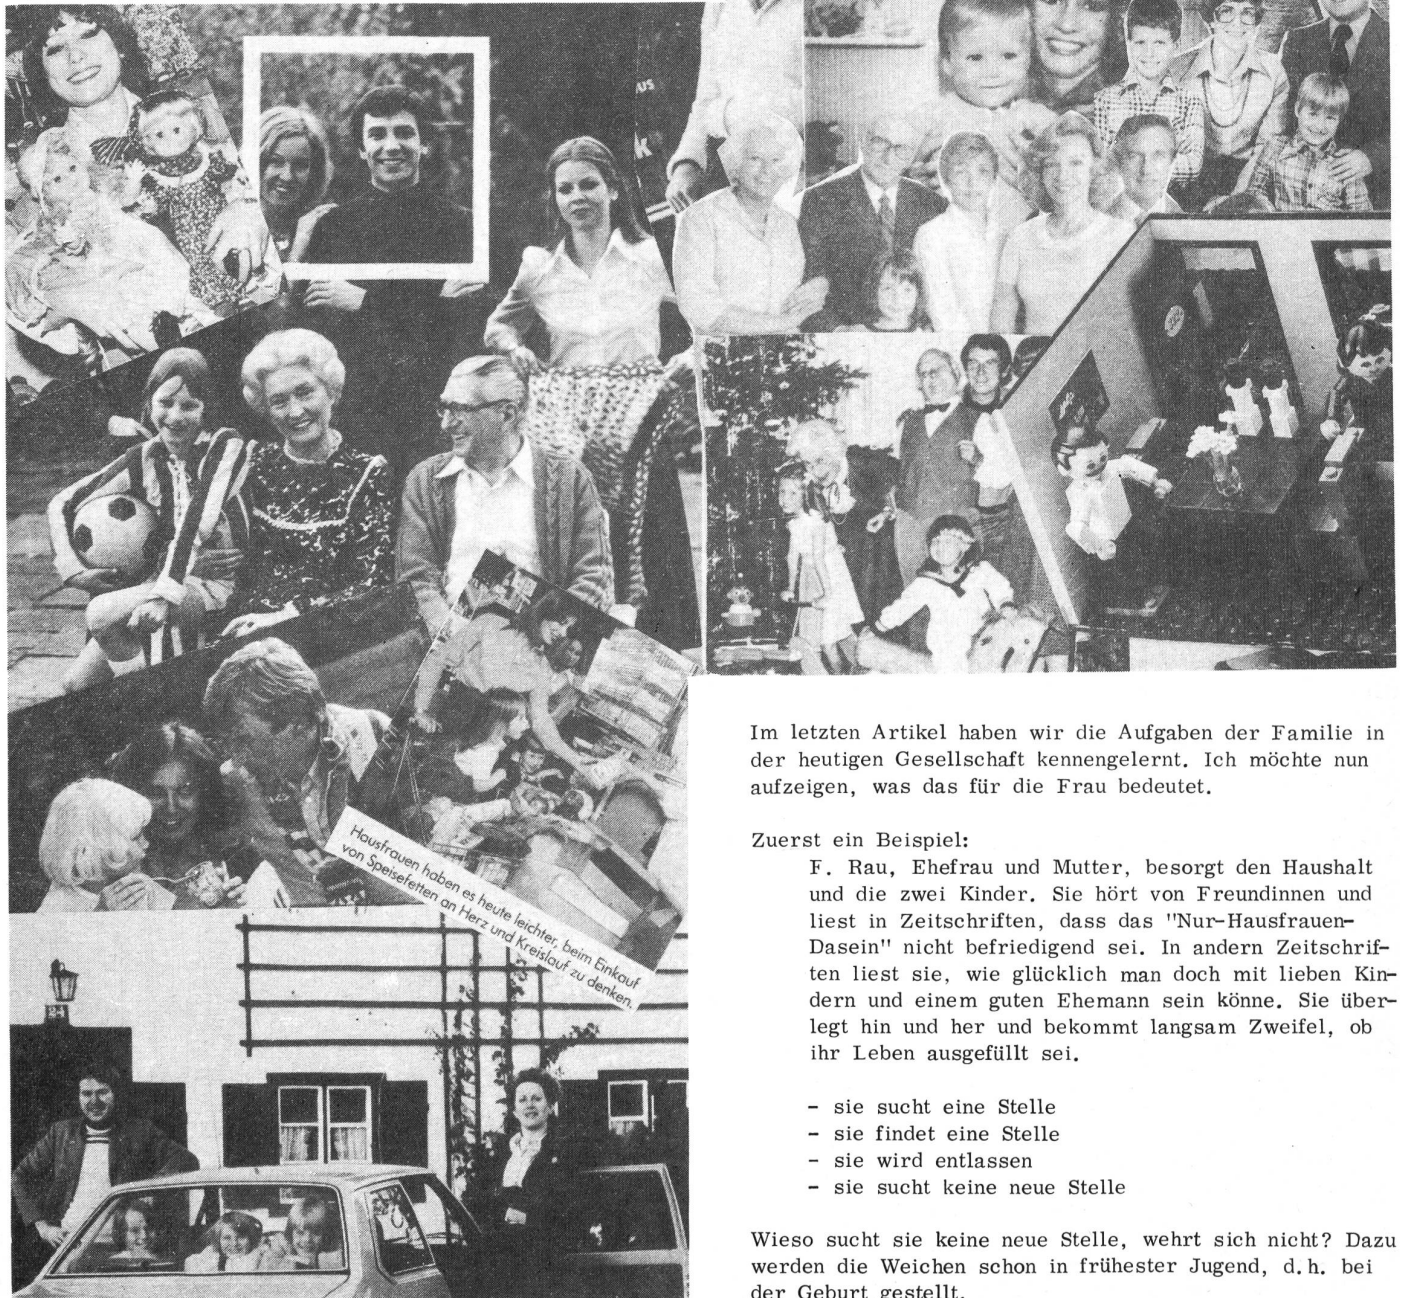 us
k
Hausfrauen haben es heute leichter, beim Einkauf
von Speisefetten an Herz und Kreislauf zu denken.
24
Im letzten Artikel haben wir die Aufgaben der Familie in
der heutigen Gesellschaft kennengelernt. Ich möchte nun
aufzeigen, was das für die Frau bedeutet.
Zuerst ein Beispiel:
F. Rau, Ehefrau und Mutter, besorgt den Haushalt
und die zwei Kinder. Sie hört von Freundinnen und
liest in Zeitschriften, dass das "Nur-Hausfrauen-
Dasein" nicht befriedigend sei. In andern Zeitschrif-
ten liest sie, wie glücklich man doch mit lieben Kin-
dern und einem guten Ehemann sein könne. Sie über-
legt hin und her und bekommt langsam Zweifel, ob
ihr Leben ausgefüllt sei.
- sie sucht eine Stelle
- sie findet eine Stelle
- sie wird entlassen
- sie sucht keine neue Stelle
Wieso sucht sie keine neue Stelle, wehrt sich nicht? Dazu
werden die Weichen schon in frühester Jugend, d.h. bei
der Geburt gestellt.